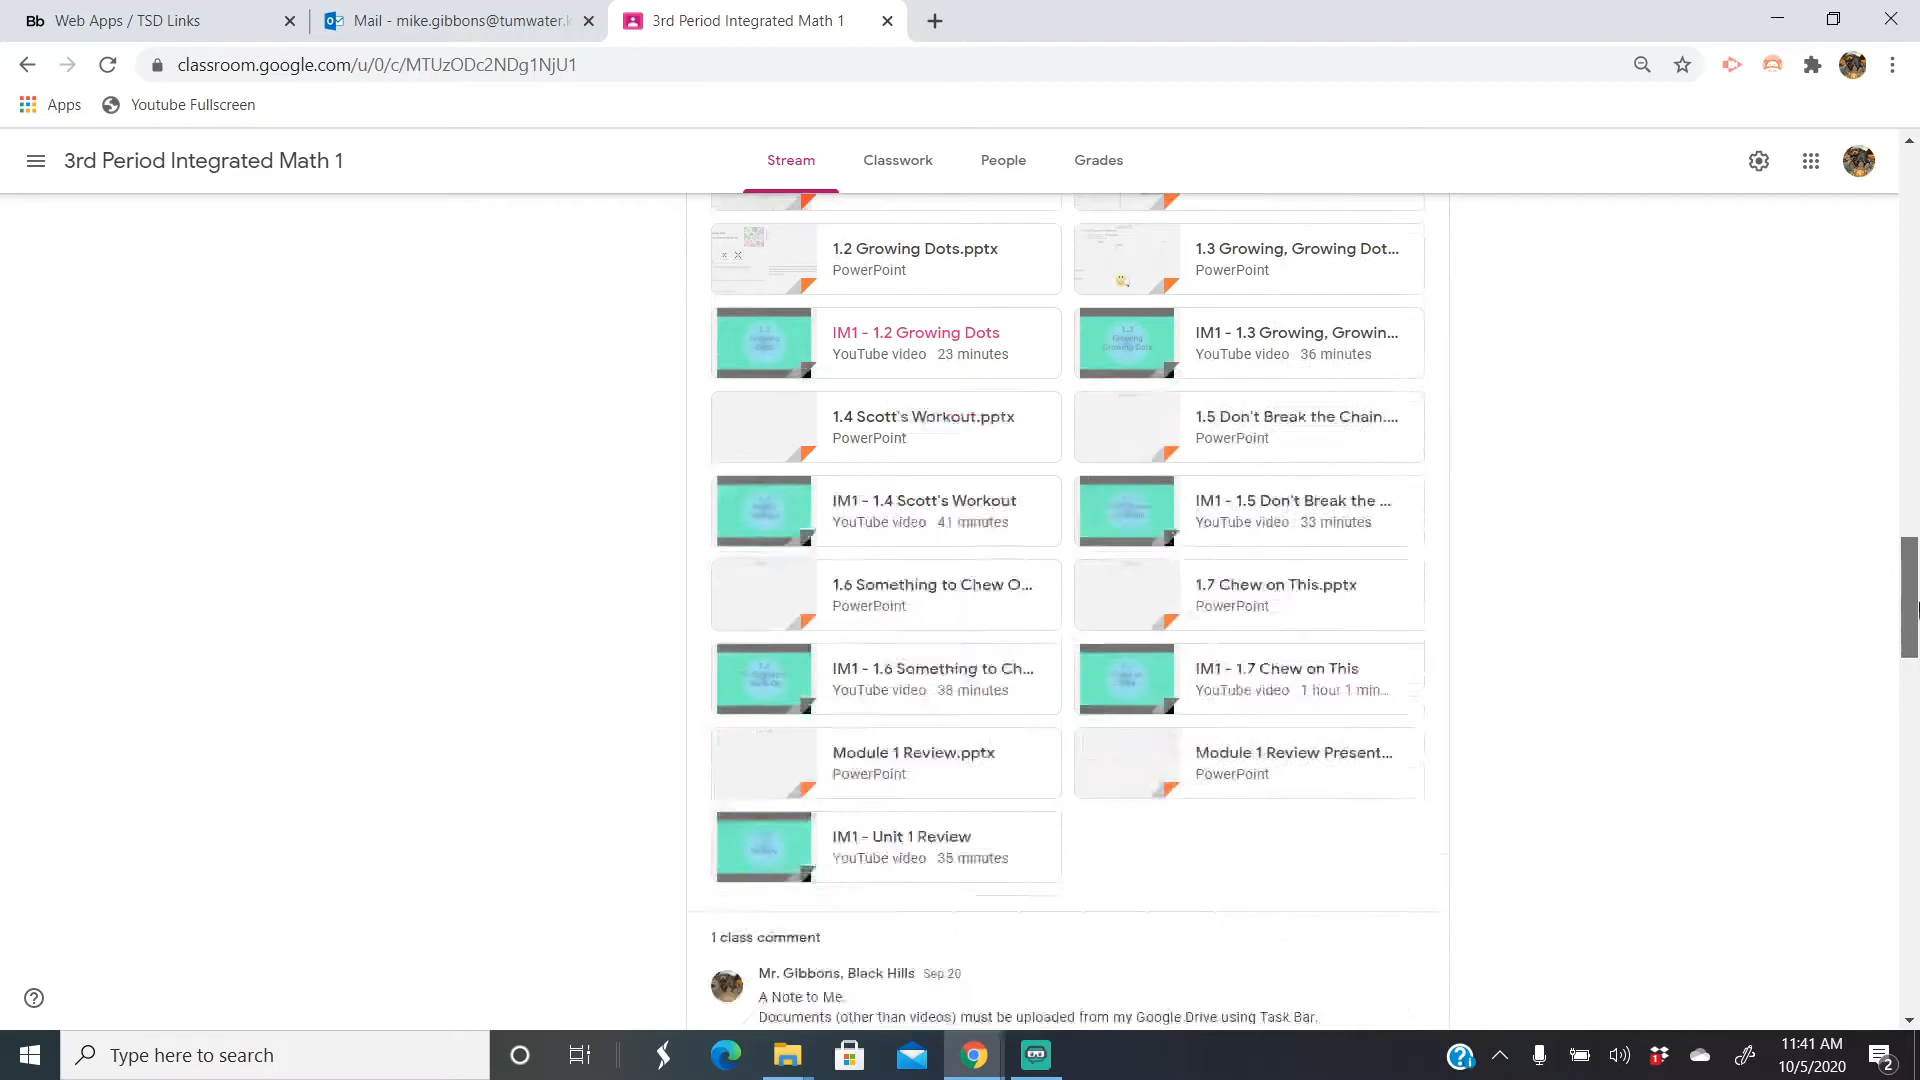 Bb Web Apps / TSD Links
Mail - mike.gibbons@tumwater.k
3rd Period Integrated Math 1
classroom.google.com/u/0/c/MTUzODc2NDg1NjU1
Apps
Youtube Fullscreen
3rd Period Integrated Math 1
Stream
Classwork
People
Grades
1.2 Growing Dots.pptx
PowerPoint
1.3 Growing, Growing Dot...
PowerPoint
IM1 - 1.2 Growing Dots
YouTube video 23 minutes
IM1 - 1.3 Growing, Growin...
YouTube video 36 minutes
1.4 Scott's Workout.pptx
PowerPoint
1.5 Don't Break the Chain....
PowerPoint
IM1 - 1.4 Scott's Workout
YouTube video 41 minutes
IM1 - 1.5 Don't Break the ...
YouTube video 33 minutes
1.6 Something to Chew O...
PowerPoint
1.7 Chew on This.pptx
PowerPoint
IM1 - 1.6 Something to Ch...
YouTube video 38 minutes
IM1 - 1.7 Chew on This
YouTube video 1 hour 1 min...
Module 1 Review.pptx
PowerPoint
Module 1 Review Present...
PowerPoint
IM1 - Unit 1 Review
YouTube video 35 minutes
1 class comment
Mr. Gibbons, Black Hills Sep 20
A Note to Me.
Documents (other than videos) must be uploaded from my Google Drive using Task Bar.
Type here to search
11:41 AM
10/5/2020
2